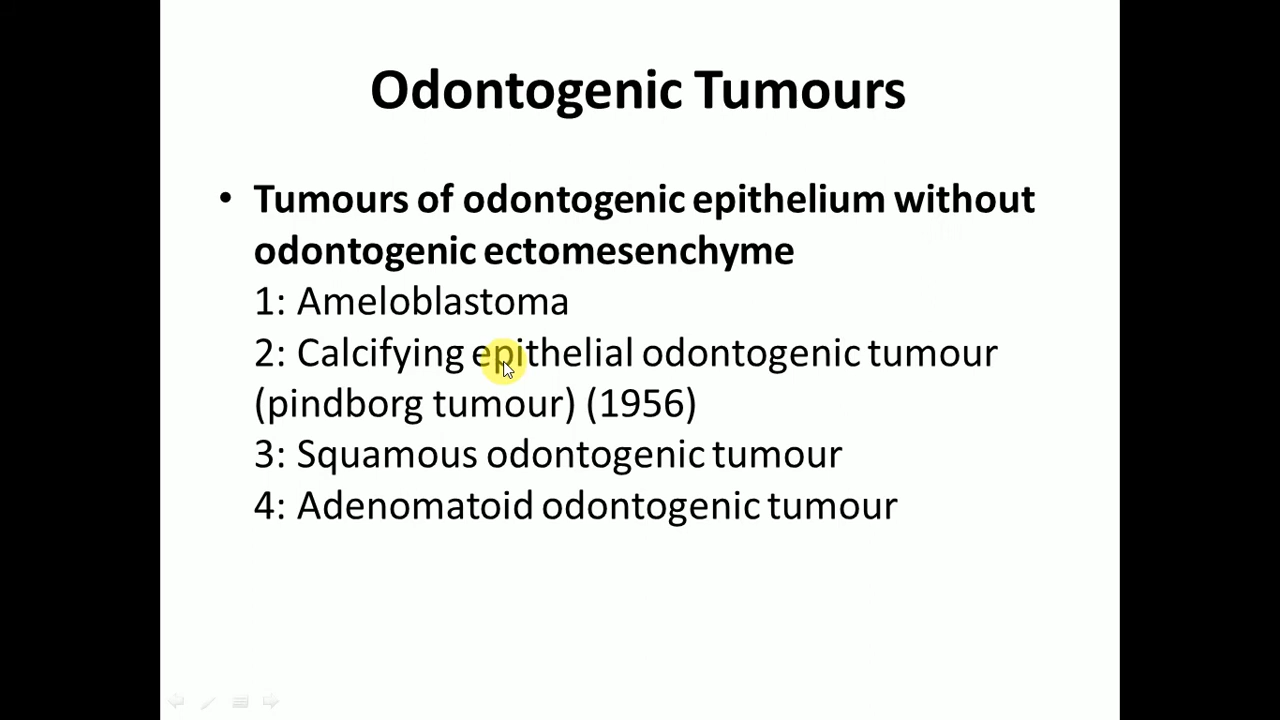 Odontogenic Tumours
• Tumours of odontogenic epithelium without
odontogenic ectomesenchyme
1: Ameloblastoma
2: Calcifying epithelial odontogenic tumour
(pindborg tumour) (1956)
3: Squamous odontogenic tumour
4: Adenomatoid odontogenic tumour